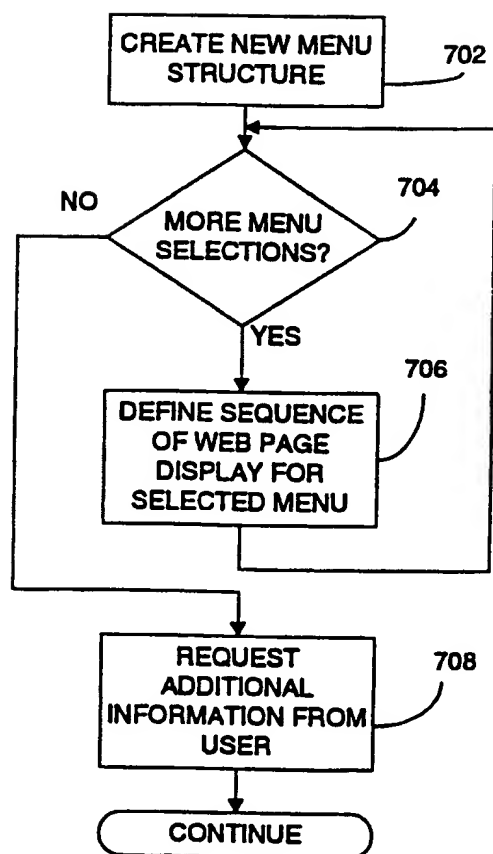 CREATE NEW MENU
STRUCTURE
702
704
NO
MORE MENU
SELECTIONS?
YES
706
DEFINE SEQUENCE
OF WEB PAGE
DISPLAY FOR
SELECTED MENU
REQUEST
ADDITIONAL
INFORMATION FROM
USER
708
CONTINUE